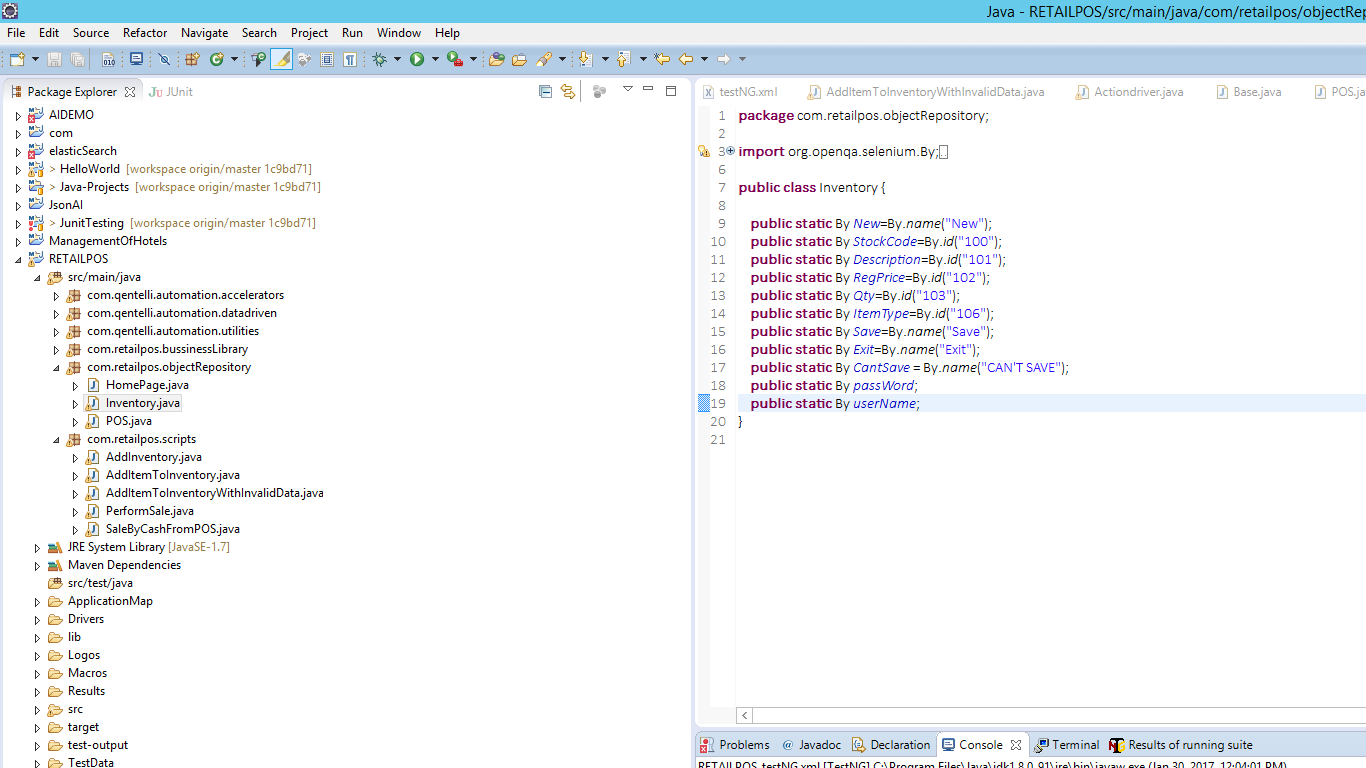 Java - RETAILPOS/src/main/java/com/retailpos/objectRep
File Edit Source Refactor Navigate Search Project Run Window Help
Package Explorer JUnit
AIDEMO
com
elasticSearch
> HelloWorld [workspace origin/master 1c9bd71]
> Java-Projects [workspace origin/master 1c9bd71]
JsonAI
> JunitTesting [workspace origin/master 1c9bd71]
ManagementOfHotels
RETAILPOS
src/main/java
com.qentelli.automation.accelerators
com.qentelli.automation.datadriven
com.qentelli.automation.utilities
com.retailpos.bussinessLibrary
com.retailpos.objectRepository
HomePage.java
Inventory.java
POS.java
com.retailpos.scripts
AddInventory.java
AddItemToInventory.java
AddItemToInventoryWithInvalidData.java
PerformSale.java
SaleByCashFromPOS.java
JRE System Library [JavaSE-1.7]
Maven Dependencies
src/test/java
ApplicationMap
Drivers
lib
Logos
Macros
Results
src
target
test-output
TestData
testNG.xml AddItemToInventoryWithInvalidData.java Actiondriver.java Base.java POS.ja
1 package com.retailpos.objectRepository;
2
3 import org.openqa.selenium.By;
6
7 public class Inventory {
8
9 public static By New=By.name("New");
10 public static By StockCode=By.id("100");
11 public static By Description=By.id("101");
12 public static By RegPrice=By.id("102");
13 public static By Qty=By.id("103");
14 public static By ItemType=By.id("106");
15 public static By Save=By.name("Save");
16 public static By Exit=By.name("Exit");
17 public static By CantSave = By.name("CAN'T SAVE");
18 public static By passWord;
19 public static By userName;
20 }
21
Problems @ Javadoc Declaration Console Terminal Results of running suite
RETAILPOS_testNG.xml [TestNG] C:\Program Files\Java\jdk1.8.0_91\jre\bin\javaw.exe (Jan 30, 2017, 12:04:01 PM)